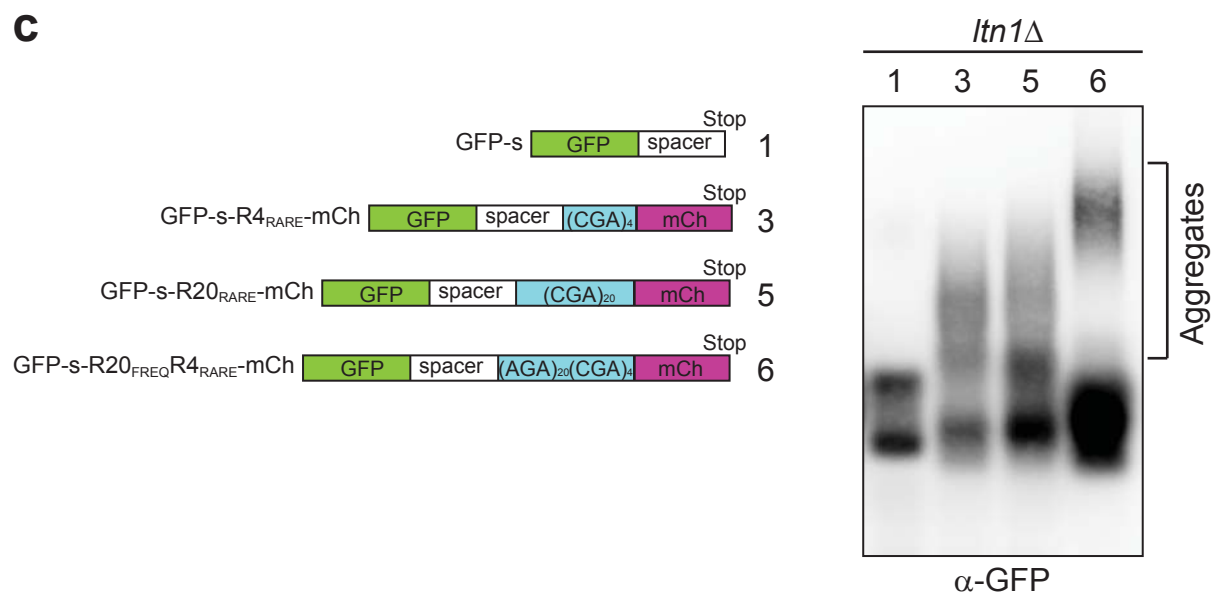 c
ltn1Δ
1 3 5 6
Stop
GFP-s GFP spacer 1
Stop
GFP-s-R4RARE-mCh GFP spacer (CGA)4 mCh 3
Stop
GFP-s-R20RARE-mCh GFP spacer (CGA)20 mCh 5
Stop
GFP-s-R20FREQR4RARE-mCh GFP spacer (AGA)20(CGA)4 mCh 6
Aggregates
α-GFP